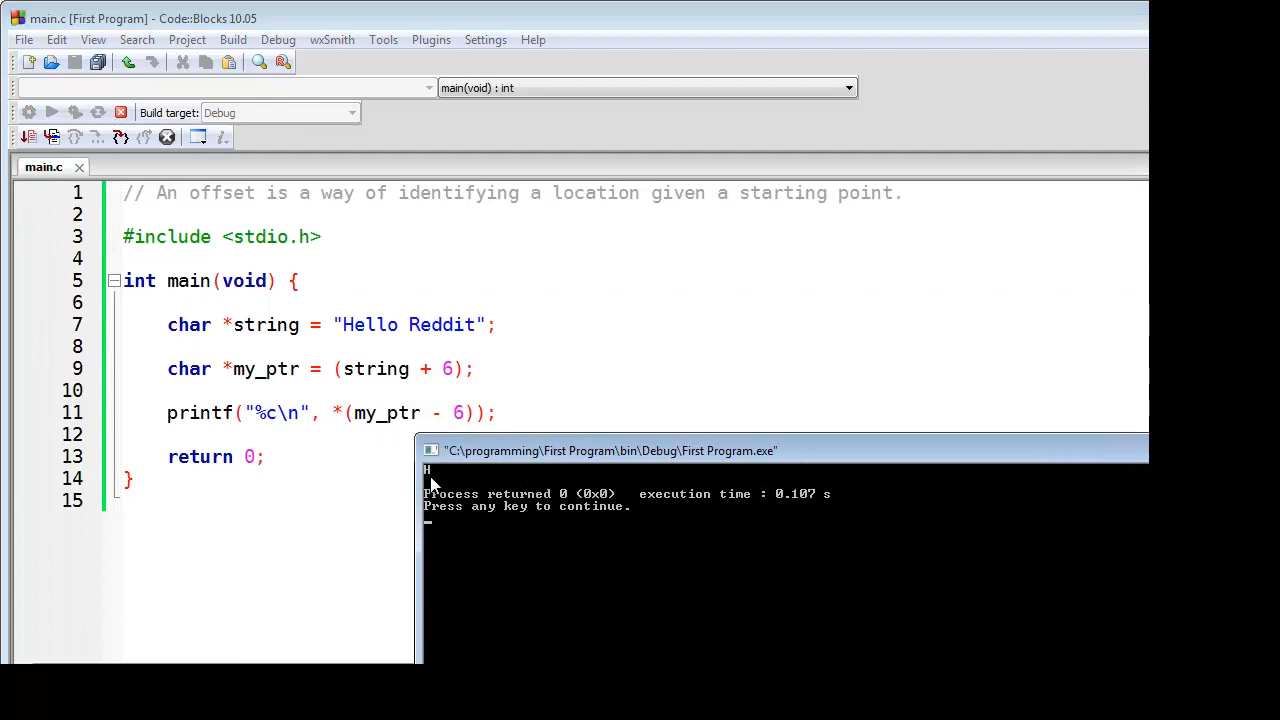 main.c [First Program] - Code::Blocks 10.05
File Edit View Search Project Build Debug wxSmith Tools Plugins Settings Help
main(void) : int
Build target: Debug
main.c
1 // An offset is a way of identifying a location given a starting point.
2
3 #include <stdio.h>
4
5 int main(void) {
6
7 char *string = "Hello Reddit";
8
9 char *my_ptr = (string + 6);
10
11 printf("%c\n", *(my_ptr - 6));
12
13 return 0;
14 }
15
"C:\programming\First Program\bin\Debug\First Program.exe"
H
Process returned 0 (0x0) execution time : 0.107 s
Press any key to continue.